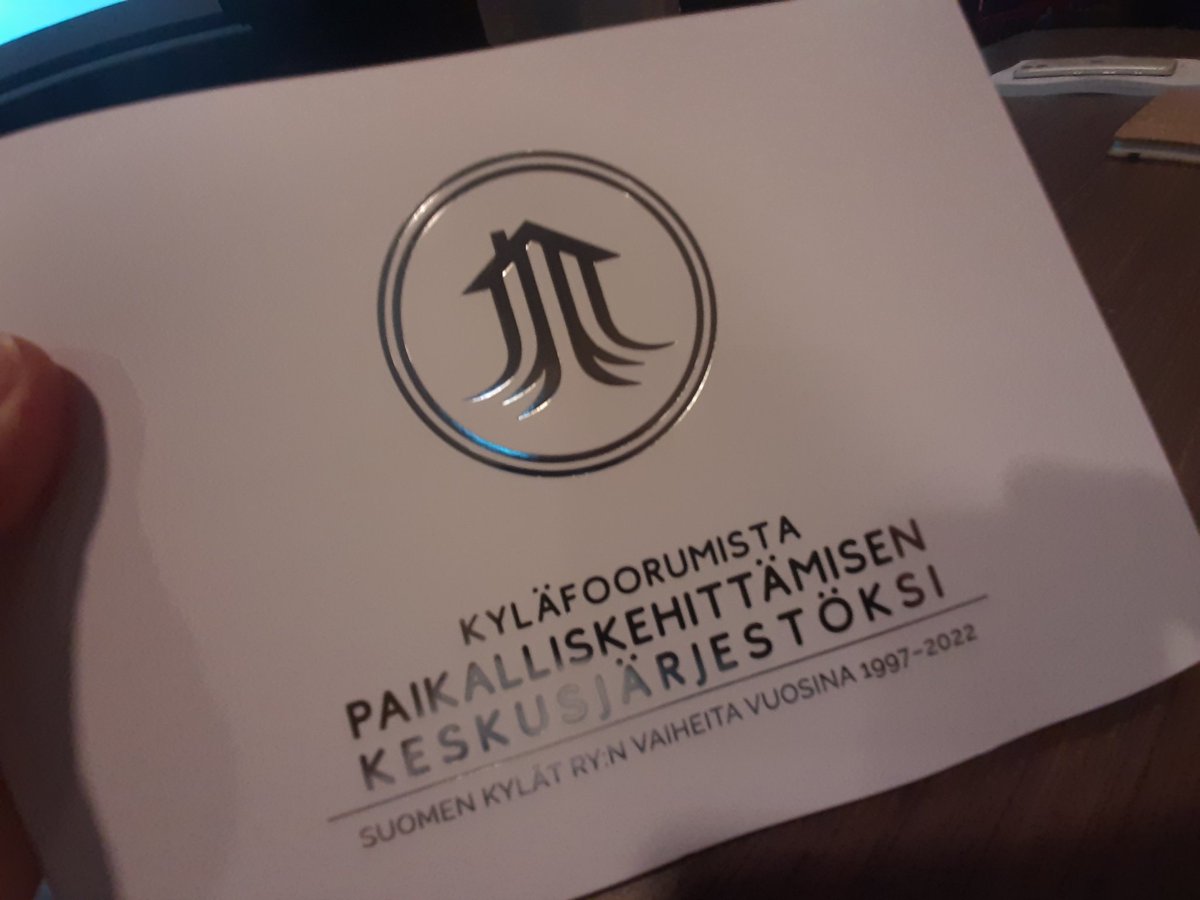 KYLÄFOORUMISTA
PAIKALLISKEHITTÄMISEN
KESKUSJÄRJESTÖKSI
SUOMEN KYLÄT RY:N VAIHEITA VUOSINA 1997-2022